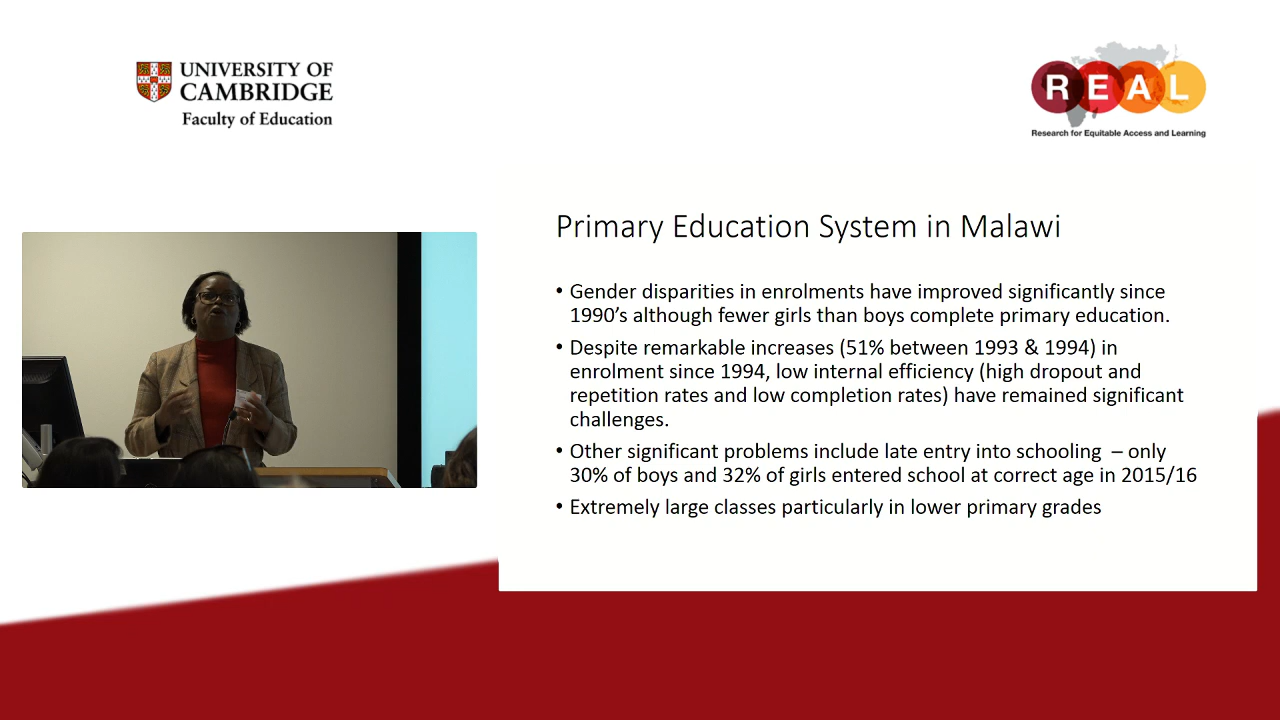 UNIVERSITY OF
CAMBRIDGE
Faculty of Education
R E A L
Research for Equitable Access and Learning
Primary Education System in Malawi
• Gender disparities in enrolments have improved significantly since
1990’s although fewer girls than boys complete primary education.
• Despite remarkable increases (51% between 1993 & 1994) in
enrolment since 1994, low internal efficiency (high dropout and
repetition rates and low completion rates) have remained significant
challenges.
• Other significant problems include late entry into schooling – only
30% of boys and 32% of girls entered school at correct age in 2015/16
• Extremely large classes particularly in lower primary grades